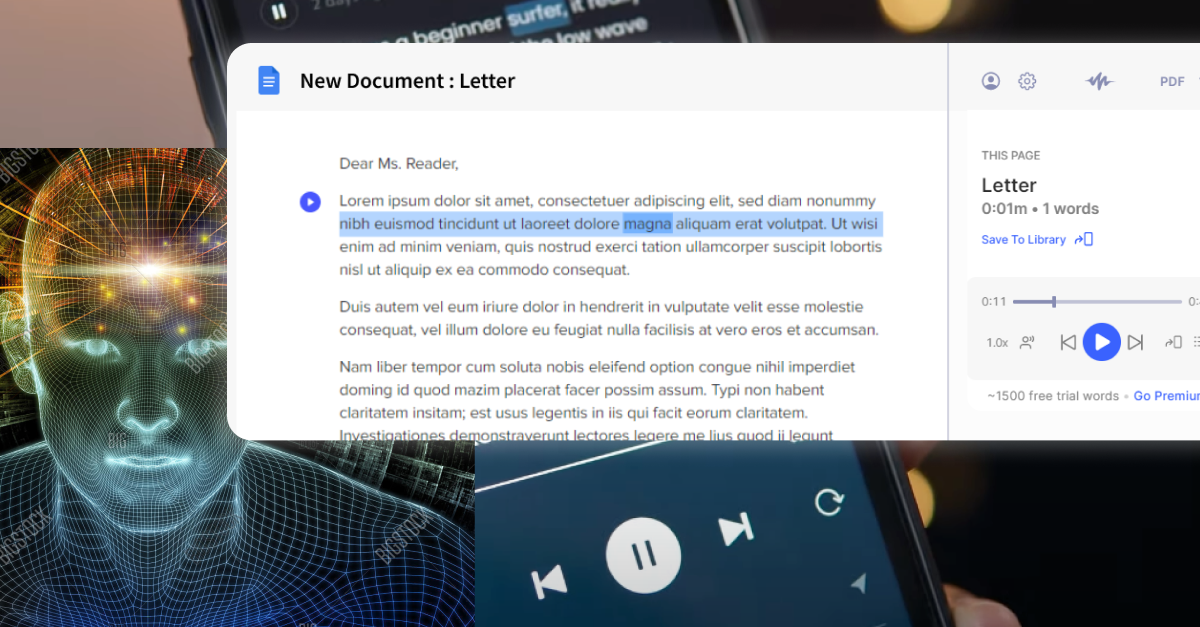 2 days
a beginner surfer, it really
the low wave
New Document : Letter
PDF
Dear Ms. Reader,
Lorem ipsum dolor sit amet, consectetuer adipiscing elit, sed diam nonummy
nibh euismod tincidunt ut laoreet dolore magna aliquam erat volutpat. Ut wisi
enim ad minim veniam, quis nostrud exerci tation ullamcorper suscipit lobortis
nisl ut aliquip ex ea commodo consequat.
Duis autem vel eum iriure dolor in hendrerit in vulputate velit esse molestie
consequat, vel illum dolore eu feugiat nulla facilisis at vero eros et accumsan.
Nam liber tempor cum soluta nobis eleifend option congue nihil imperdiet
doming id quod mazim placerat facer possim assum. Typi non habent
claritatem insitam; est usus legentis in iis qui facit eorum claritatem.
Investigationes demonstraverunt lectores legere me lius quod ii legunt
THIS PAGE
Letter
0:01m • 1 words
Save To Library
0:11
0:
1.0x
~1500 free trial words • Go Premium
BIGSTOCK
BIGSTOCK
BIG
BIGSTOCK
BIGSTOCK